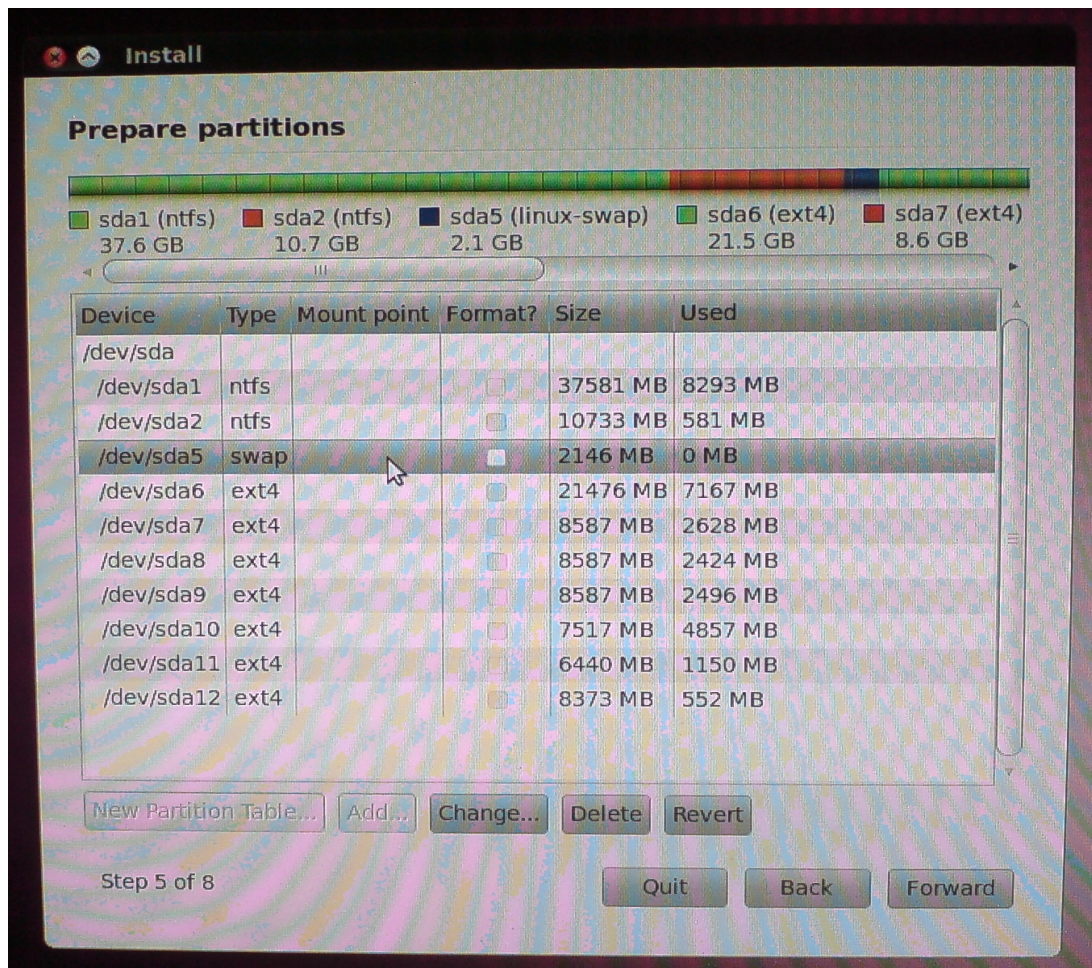 Install
Prepare partitions
sda1 (ntfs) sda2 (ntfs) sda5 (linux-swap) sda6 (ext4) sda7 (ext4)
37.6 GB 10.7 GB 2.1 GB 21.5 GB 8.6 GB
Device Type Mount point Format? Size Used
/dev/sda
/dev/sda1 ntfs 37581 MB 8293 MB
/dev/sda2 ntfs 10733 MB 581 MB
/dev/sda5 swap 2146 MB 0 MB
/dev/sda6 ext4 21476 MB 7167 MB
/dev/sda7 ext4 8587 MB 2628 MB
/dev/sda8 ext4 8587 MB 2424 MB
/dev/sda9 ext4 8587 MB 2496 MB
/dev/sda10 ext4 7517 MB 4857 MB
/dev/sda11 ext4 6440 MB 1150 MB
/dev/sda12 ext4 8373 MB 552 MB
New Partition Table... Add... Change... Delete Revert
Step 5 of 8 Quit Back Forward